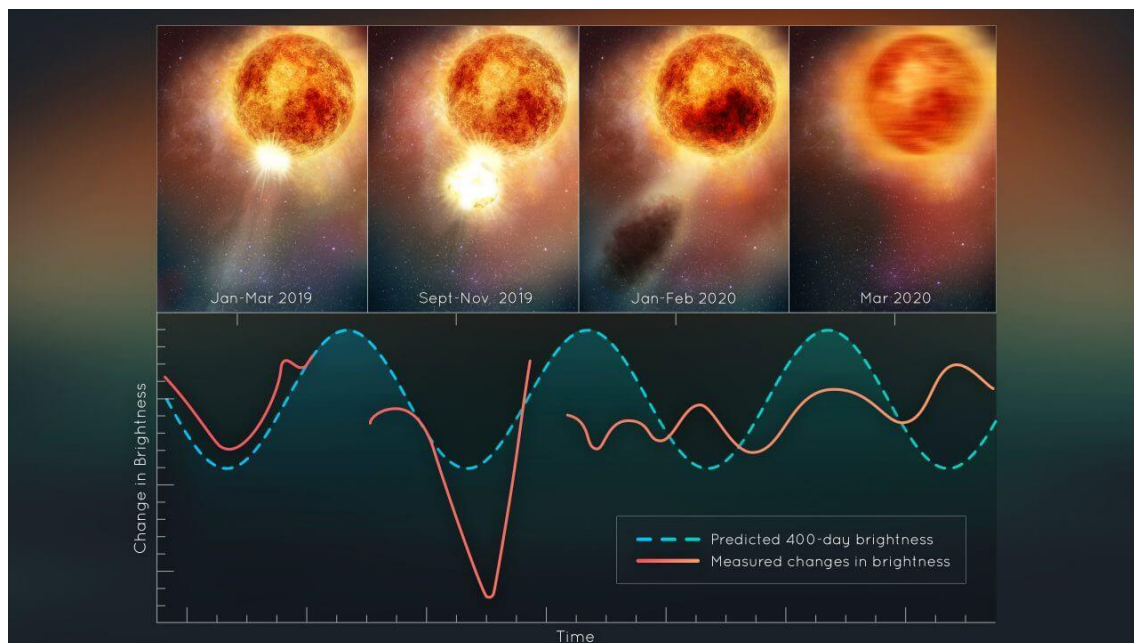 Jan-Mar 2019
Sept-Nov. 2019
Jan-Feb 2020
Mar 2020
Change in Brightness
Predicted 400-day brightness
Measured changes in brightness
Time